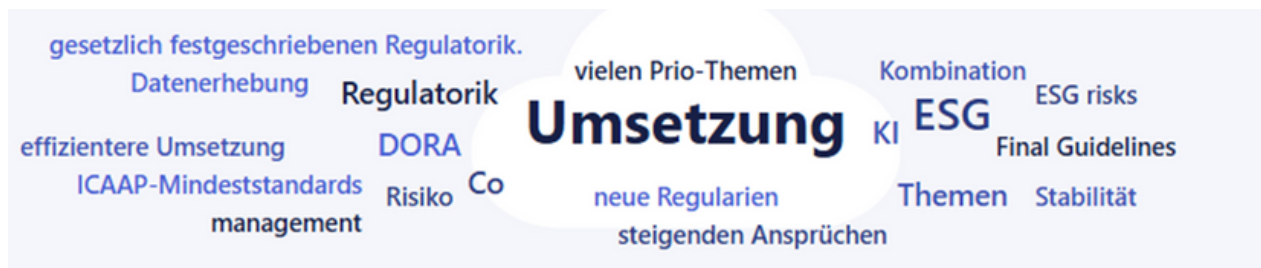 gesetzlich festgeschriebenen Regulatorik.
Datenerhebung
Regulatorik
vielen Prio-Themen
Kombination
ESG risks
Umsetzung
KI
ESG
effizientere Umsetzung
DORA
Final Guidelines
ICAAP-Mindeststandards
Risiko
Co
neue Regularien
Themen
Stabilität
management
steigenden Ansprüchen